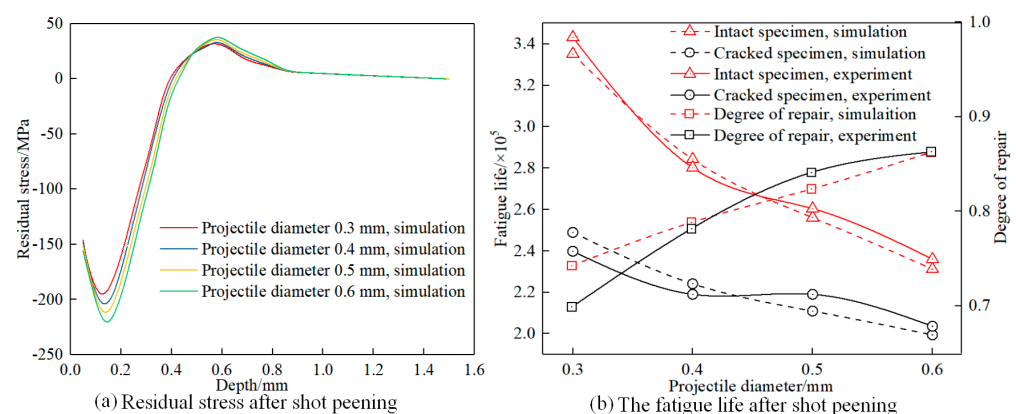 50
0
-50
-100
-150
-200
-250
Residual stress/MPa
Projectile diameter 0.3 mm, simulation
Projectile diameter 0.4 mm, simulation
Projectile diameter 0.5 mm, simulation
Projectile diameter 0.6 mm, simulation
0.0 0.2 0.4 0.6 0.8 1.0 1.2 1.4 1.6
Depth/mm
(a) Residual stress after shot peening
3.4
3.2
3.0
2.8
2.6
2.4
2.2
2.0
Fatigue life/×10⁵
Intact specimen, simulation
Cracked specimen, simulation
Intact specimen, experiment
Cracked specimen, experiment
Degree of repair, simulaition
Degree of repair, experiment
1.0
0.9
0.8
0.7
Degree of repair
0.3 0.4 0.5 0.6
Projectile diameter/mm
(b) The fatigue life after shot peening